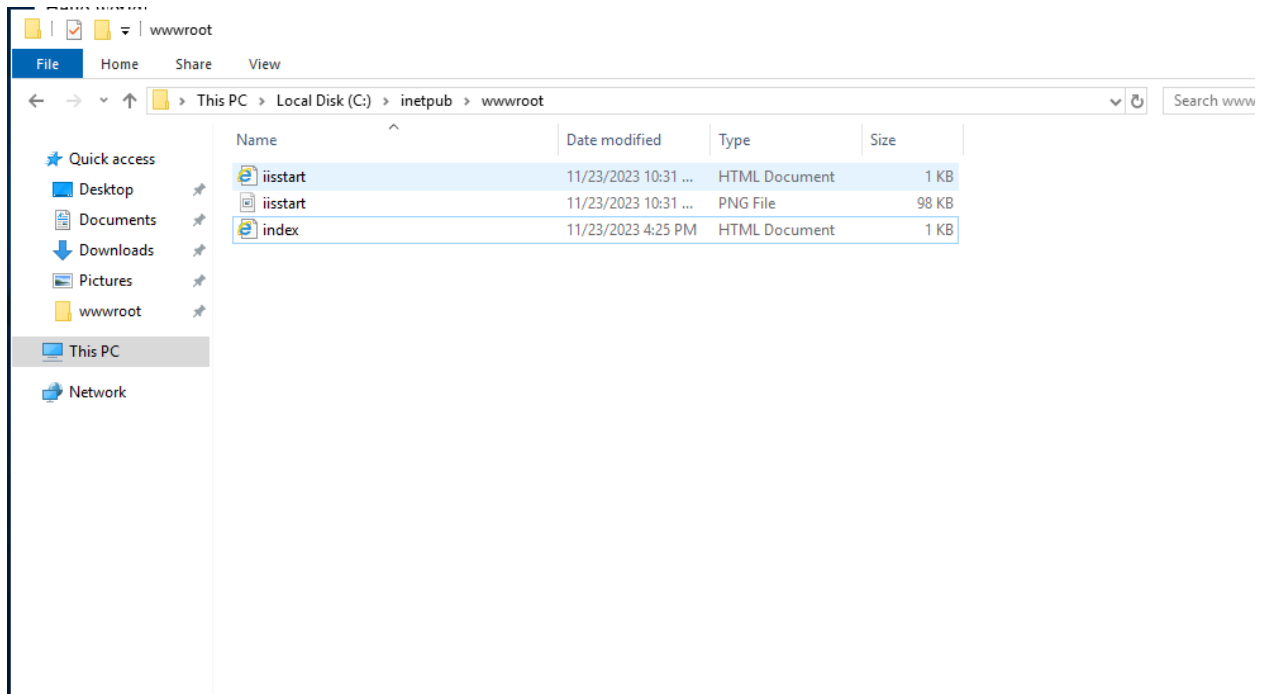 wwwroot
File Home Share View
This PC > Local Disk (C:) > inetpub > wwwroot
Search www
Name Date modified Type Size
Quick access
Desktop
Documents
Downloads
Pictures
wwwroot
This PC
Network
iisstart 11/23/2023 10:31 ... HTML Document 1 KB
iisstart 11/23/2023 10:31 ... PNG File 98 KB
index 11/23/2023 4:25 PM HTML Document 1 KB